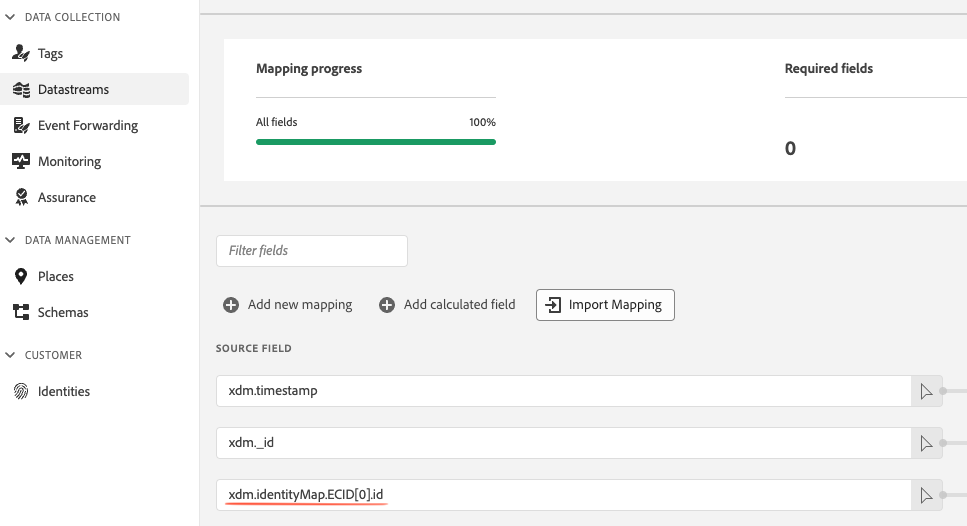 DATA COLLECTION
Tags
Datastreams
Event Forwarding
Monitoring
Assurance
DATA MANAGEMENT
Places
Schemas
CUSTOMER
Identities
Mapping progress
All fields 100%
Required fields
0
Filter fields
Add new mapping Add calculated field Import Mapping
SOURCE FIELD
xdm.timestamp
xdm._id
xdm.identityMap.ECID[0].id